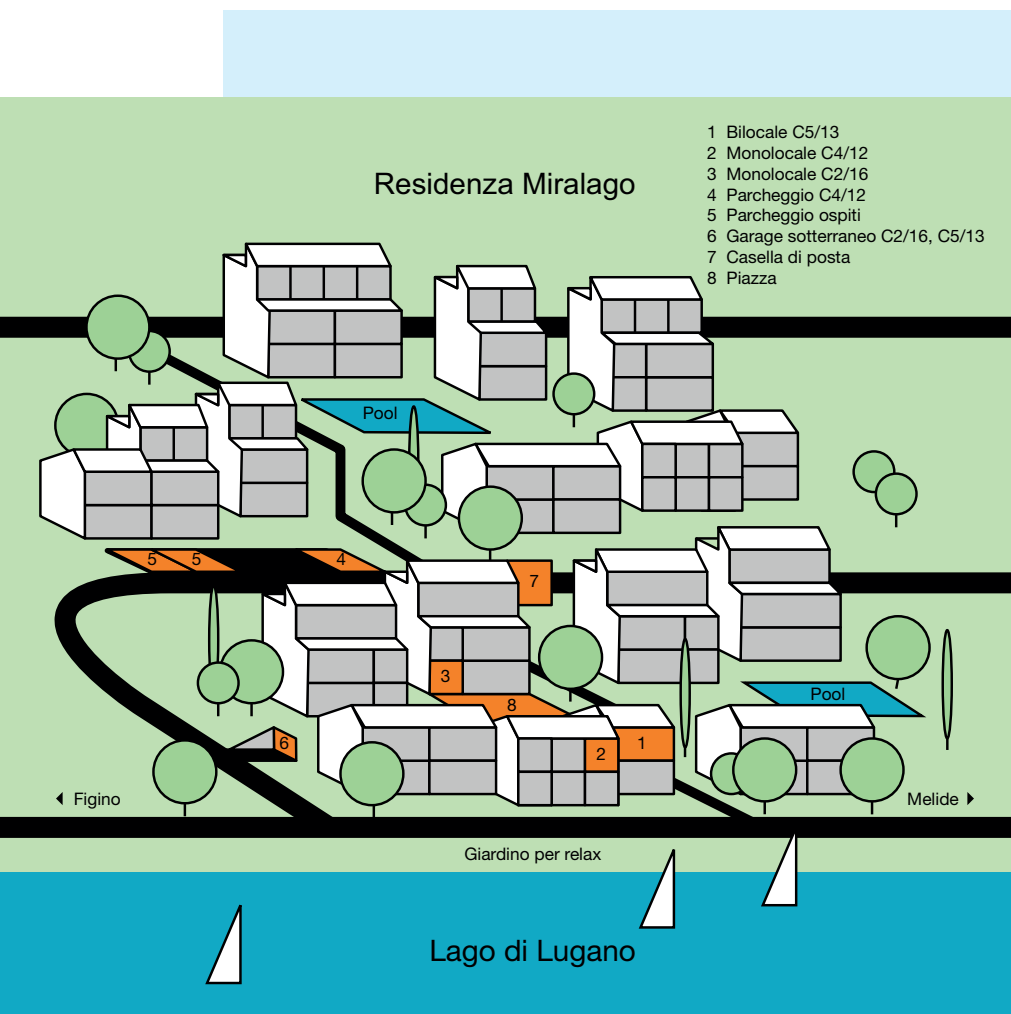 Residenza Miralago
1 Bilocale C5/13
2 Monolocale C4/12
3 Monolocale C2/16
4 Parcheggio C4/12
5 Parcheggio ospiti
6 Garage sotterraneo C2/16, C5/13
7 Casella di posta
8 Piazza
Pool
5
5
4
7
3
8
Pool
6
2
1
Figino
Melide
Giardino per relax
Lago di Lugano